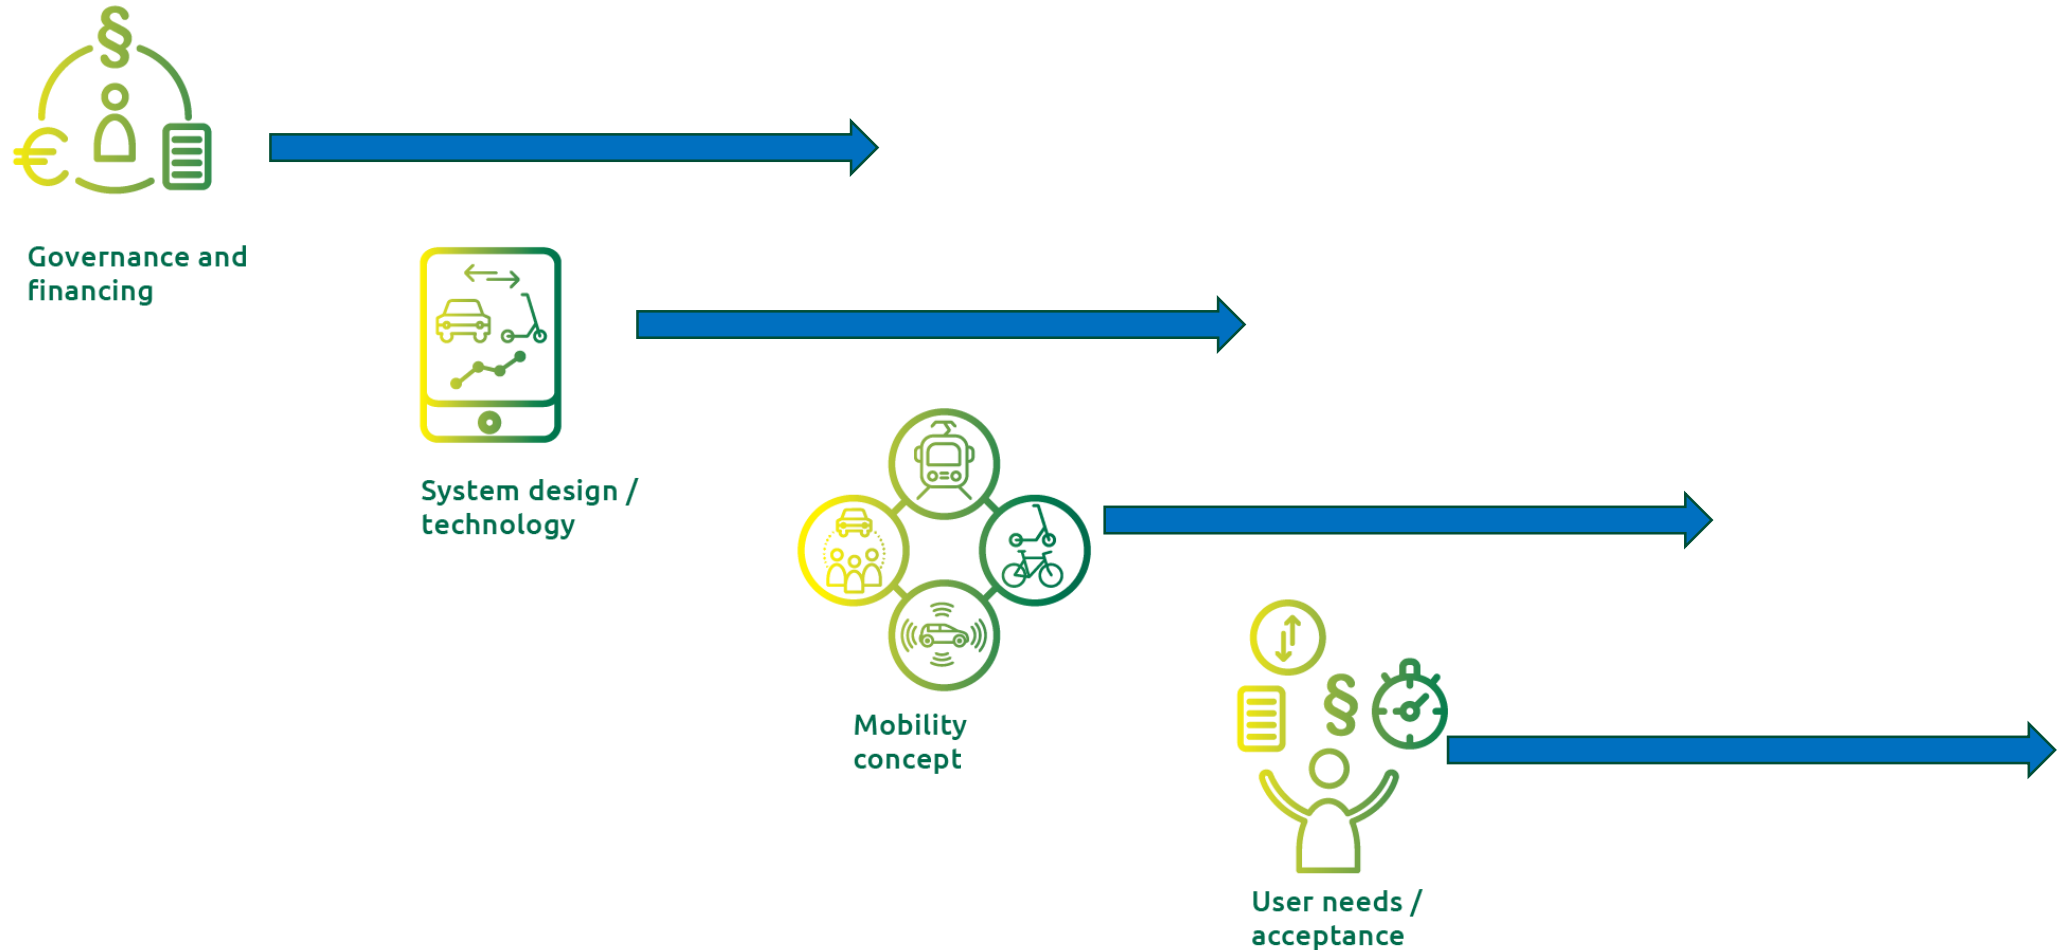 Governance and
financing
System design /
technology
Mobility
concept
User needs /
acceptance